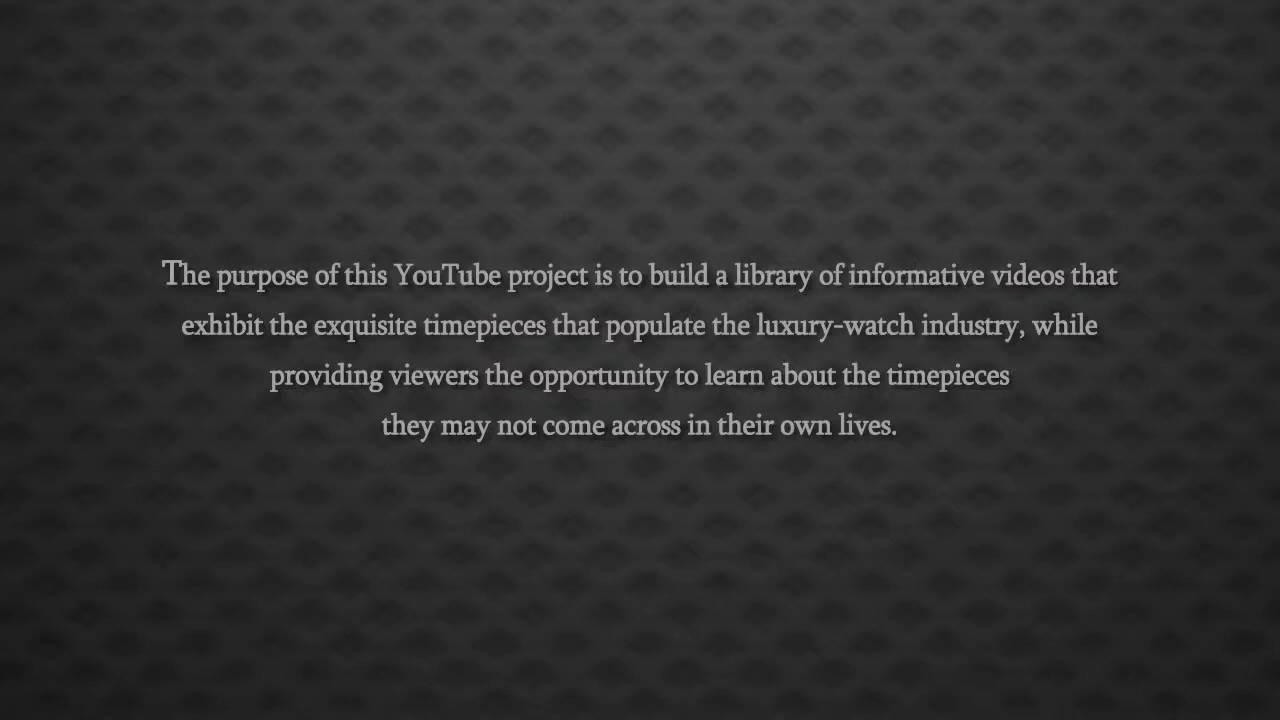 The purpose of this YouTube project is to build a library of informative videos that
exhibit the exquisite timepieces that populate the luxury-watch industry, while
providing viewers the opportunity to learn about the timepieces
they may not come across in their own lives.